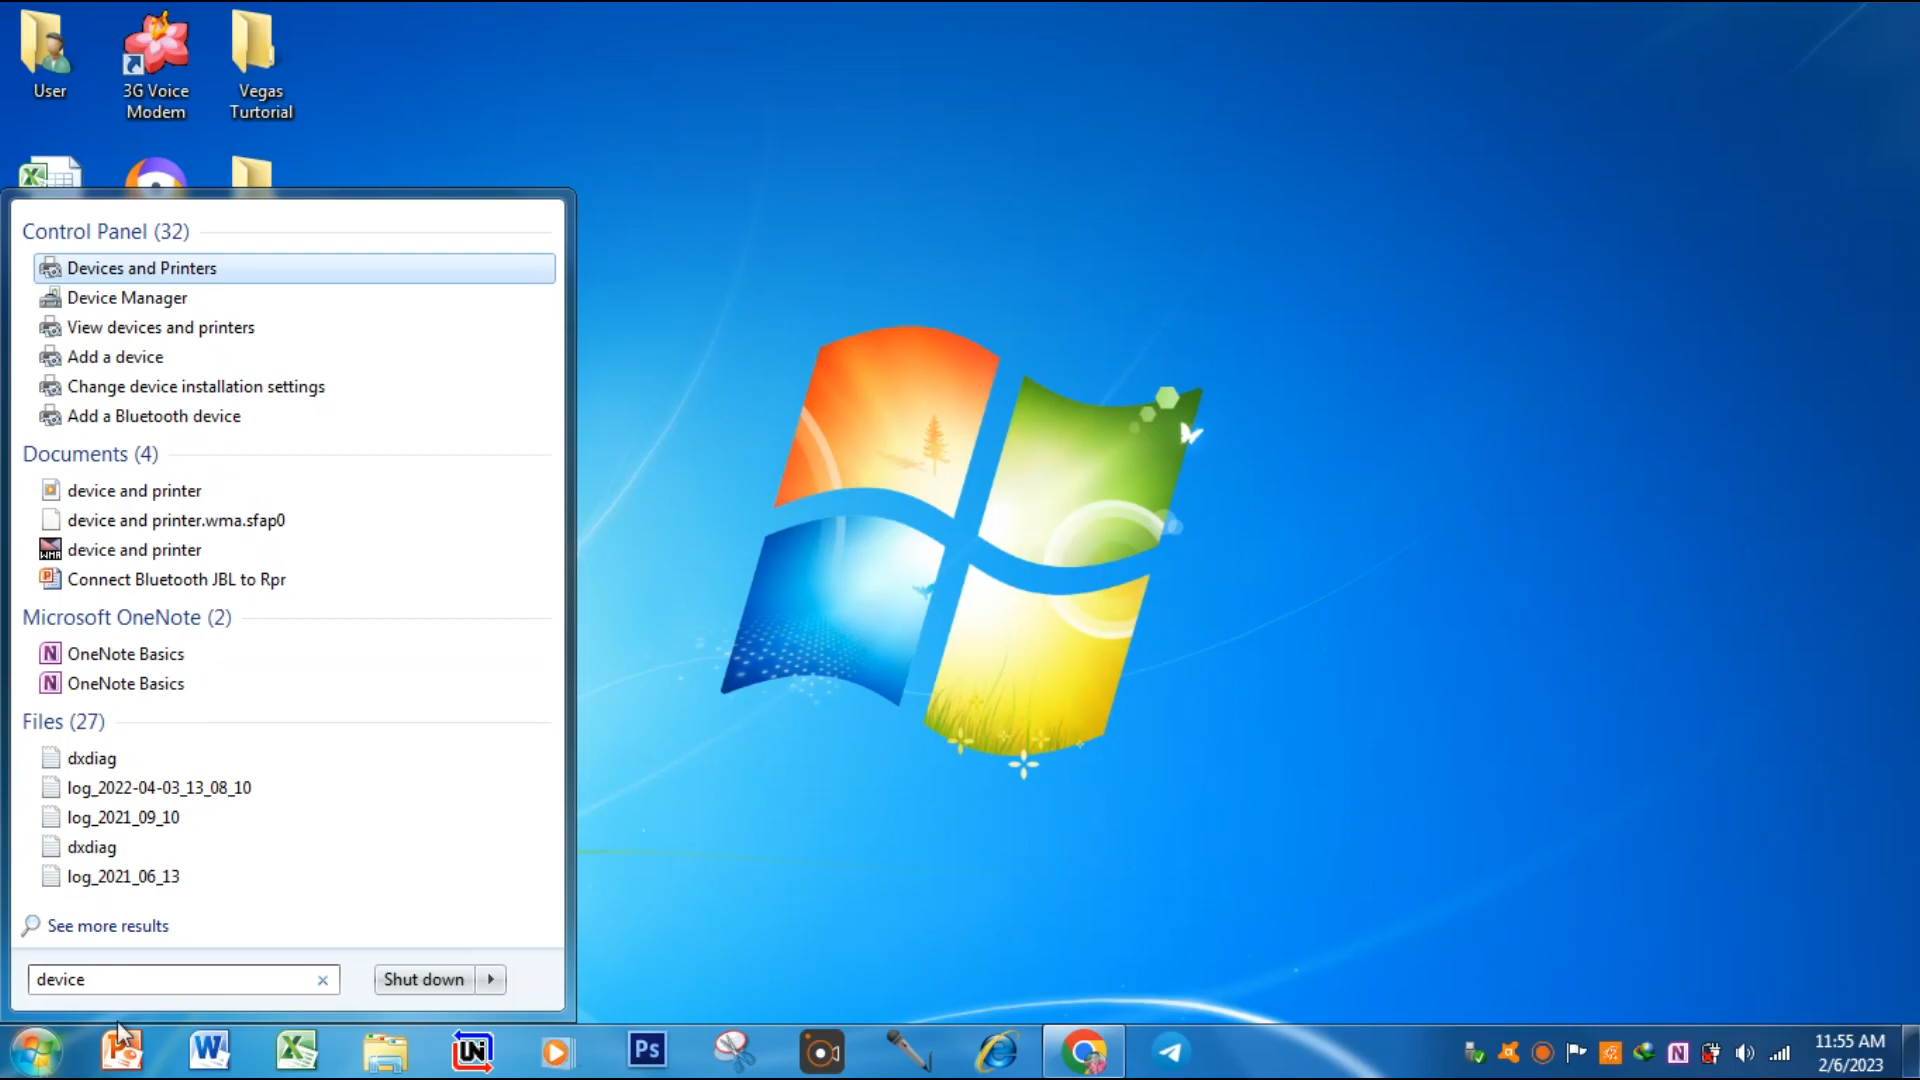 User
3G Voice
Modem
Vegas
Turtorial
Control Panel (32)
Devices and Printers
Device Manager
View devices and printers
Add a device
Change device installation settings
Add a Bluetooth device
Documents (4)
device and printer
device and printer.wma.sfap0
device and printer
Connect Bluetooth JBL to Rpr
Microsoft OneNote (2)
OneNote Basics
OneNote Basics
Files (27)
dxdiag
log_2022-04-03_13_08_10
log_2021_09_10
dxdiag
log_2021_06_13
See more results
device
Shut down
UNi
Ps
11:55 AM
2/6/2023